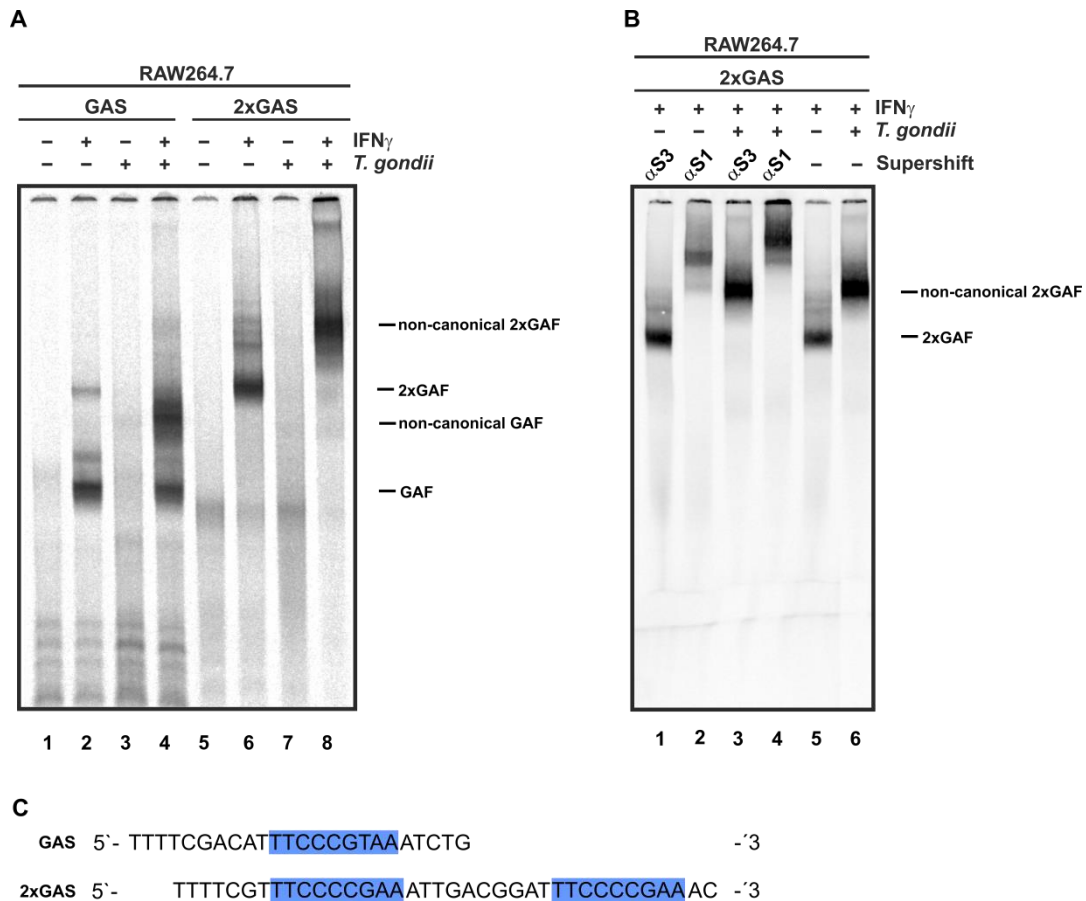 A
RAW264.7
GAS 2xGAS
– + – + – + – + IFNγ
– – + + – – + + T. gondii
non-canonical 2xGAF
2xGAF
non-canonical GAF
GAF
1 2 3 4 5 6 7 8
B
RAW264.7
2xGAS
+ + + + + + IFNγ
– – + + – + T. gondii
αS3 αS1 αS3 αS1 – – Supershift
non-canonical 2xGAF
2xGAF
1 2 3 4 5 6
C
GAS 5`- TTTTCGACATTTCCCGTAAATCTG -´3
2xGAS 5`- TTTTCGTTTCCCCGAAATTGACGGATTTCCCCGAAAC -´3